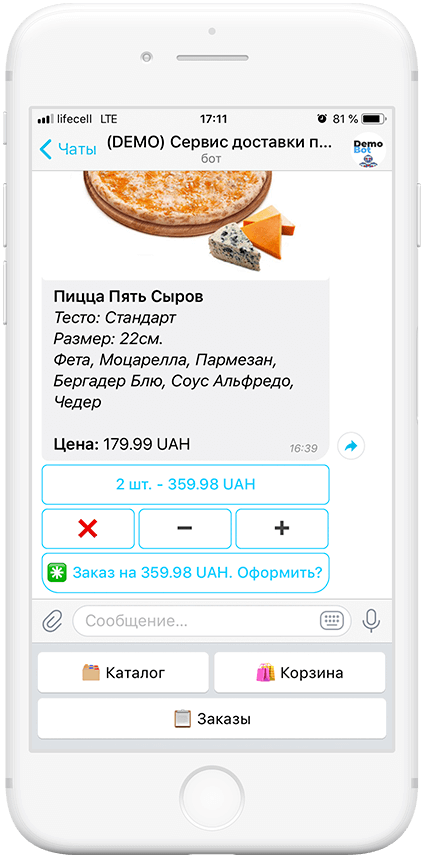 lifecell LTE 17:11 81 %
Чаты (DEMO) Сервис доставки п...
бот
Demo
Bot
Пицца Пять Сыров
Тесто: Стандарт
Размер: 22см.
Фета, Моцарелла, Пармезан,
Бергадер Блю, Соус Альфредо,
Чедер
Цена: 179.99 UAH
16:39
2 шт. - 359.98 UAH
Заказ на 359.98 UAH. Оформить?
Сообщение...
Каталог
Корзина
Заказы